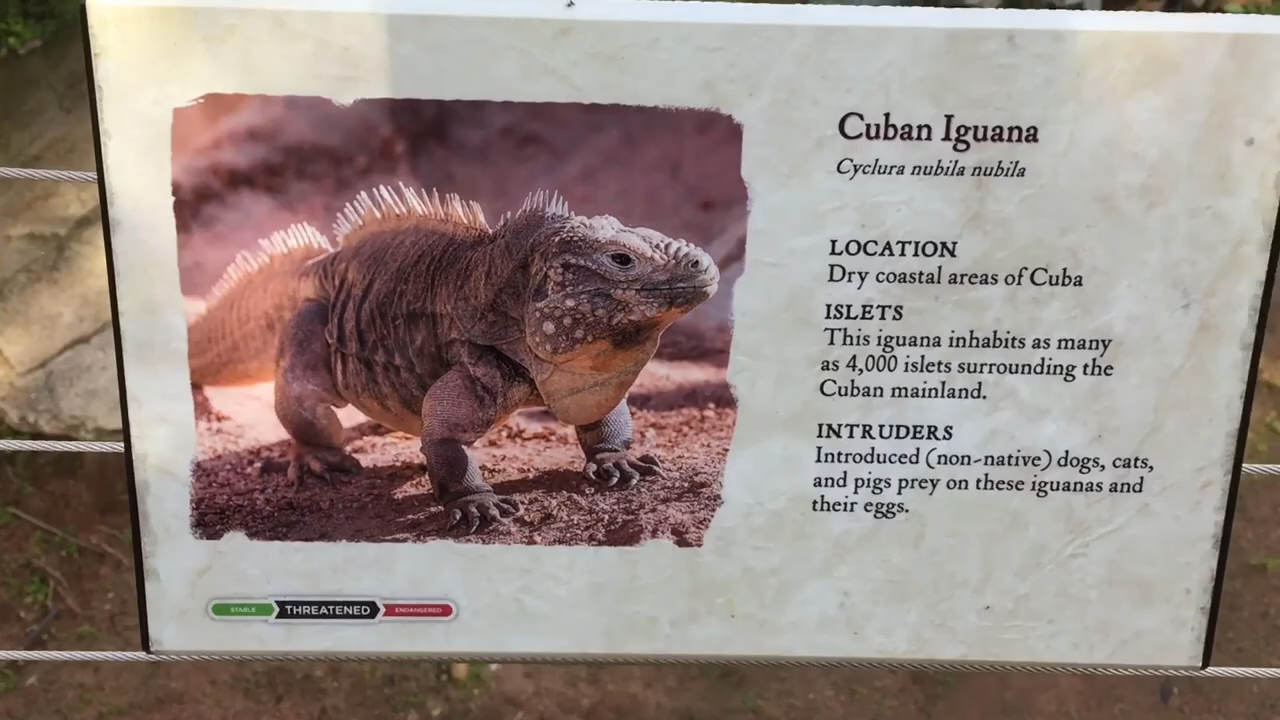 Cuban Iguana
Cyclura nubila nubila
LOCATION
Dry coastal areas of Cuba
ISLETS
This iguana inhabits as many
as 4,000 islets surrounding the
Cuban mainland.
INTRUDERS
Introduced (non-native) dogs, cats,
and pigs prey on these iguanas and
their eggs.
STABLE THREATENED ENDANGERED